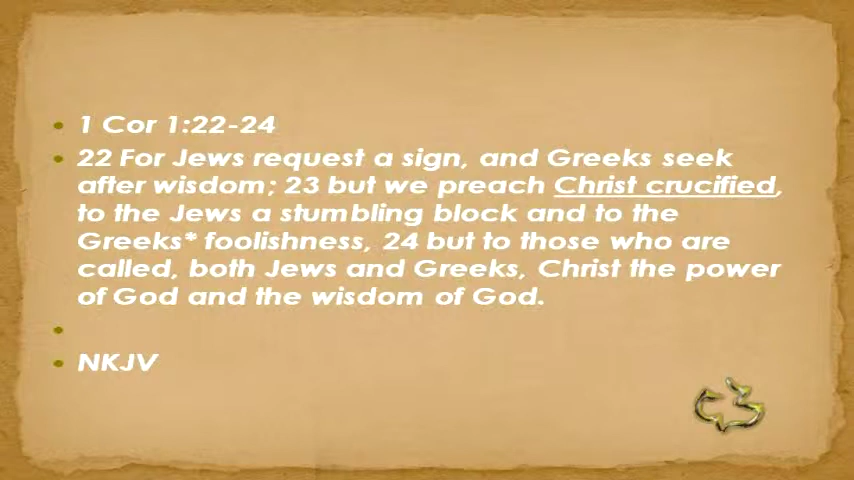 1 Cor 1:22-24
22 For Jews request a sign, and Greeks seek
after wisdom; 23 but we preach Christ crucified,
to the Jews a stumbling block and to the
Greeks* foolishness, 24 but to those who are
called, both Jews and Greeks, Christ the power
of God and the wisdom of God.
NKJV